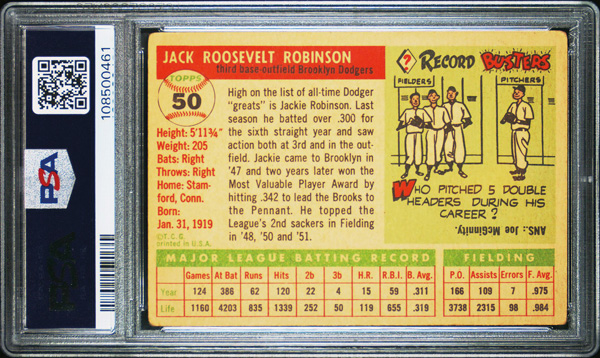 108500461
PSA
PSA
JACK ROOSEVELT ROBINSON
third base-outfield Brooklyn Dodgers
TOPPS
50
Height: 5'11¾"
Weight: 205
Bats: Right
Throws: Right
Home: Stam-
ford, Conn.
Born:
Jan. 31, 1919
©T.C.G.
printed in U.S.A.
High on the list of all-time Dodger
"greats" is Jackie Robinson. Last
season he batted over .300 for
the sixth straight year and saw
action both at 3rd and in the out-
field. Jackie came to Brooklyn in
'47 and two years later won the
Most Valuable Player Award by
hitting .342 to lead the Brooks to
the Pennant. He topped the
League's 2nd sackers in Fielding
in '48, '50 and '51.
? RECORD BUSTERS
FIELDERS
PITCHERS
WHO PITCHED 5 DOUBLE
HEADERS DURING HIS
CAREER ?
ANS.. Joe McGinnity.
MAJOR LEAGUE BATTING RECORD FIELDING
Games At Bat Runs Hits 2b 3b H.R. R.B.I. B. Avg. P.O. Assists Errors F. Avg.
Year 124 386 62 120 22 4 15 59 .311 166 109 7 .975
Life 1160 4203 835 1339 252 50 119 655 .319 3738 2315 98 .984